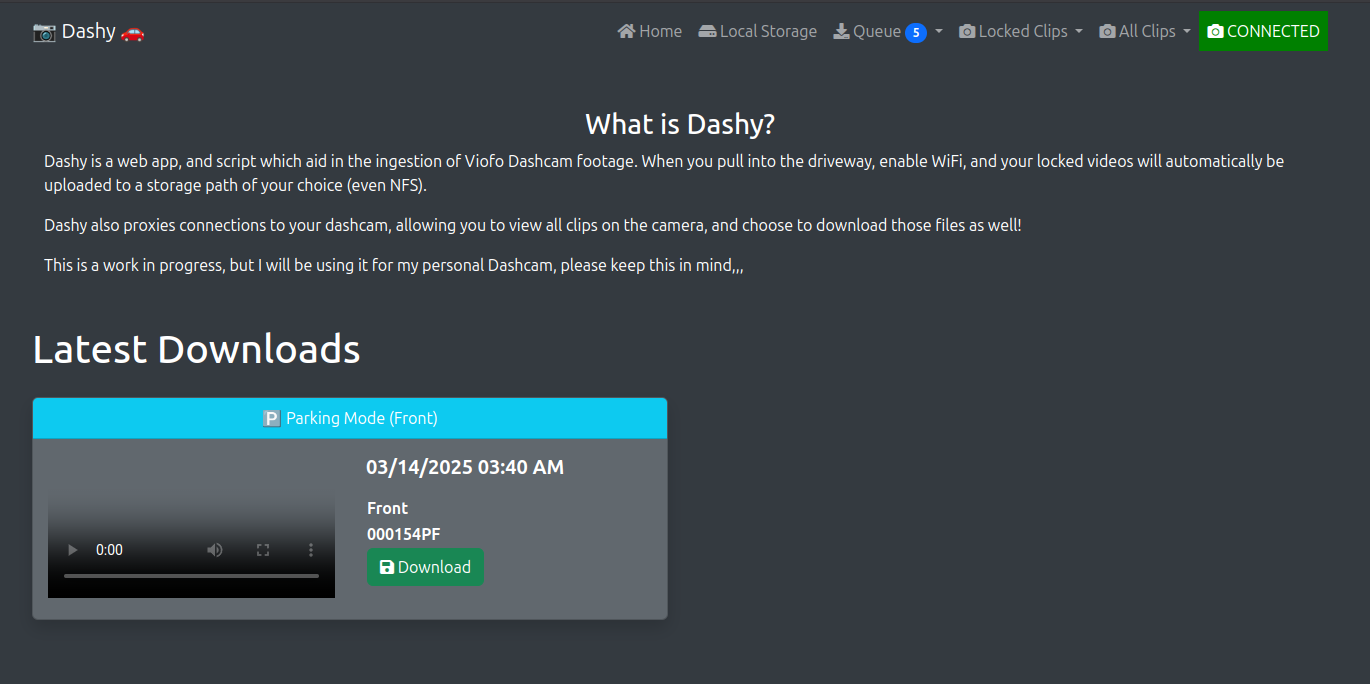 📷 Dashy 🚗
Home Local Storage Queue 5 Locked Clips All Clips CONNECTED
What is Dashy?
Dashy is a web app, and script which aid in the ingestion of Viofo Dashcam footage. When you pull into the driveway, enable WiFi, and your locked videos will automatically be
uploaded to a storage path of your choice (even NFS).
Dashy also proxies connections to your dashcam, allowing you to view all clips on the camera, and choose to download those files as well!
This is a work in progress, but I will be using it for my personal Dashcam, please keep this in mind,,,
Latest Downloads
🅿️ Parking Mode (Front)
03/14/2025 03:40 AM
Front
000154PF
0:00
Download